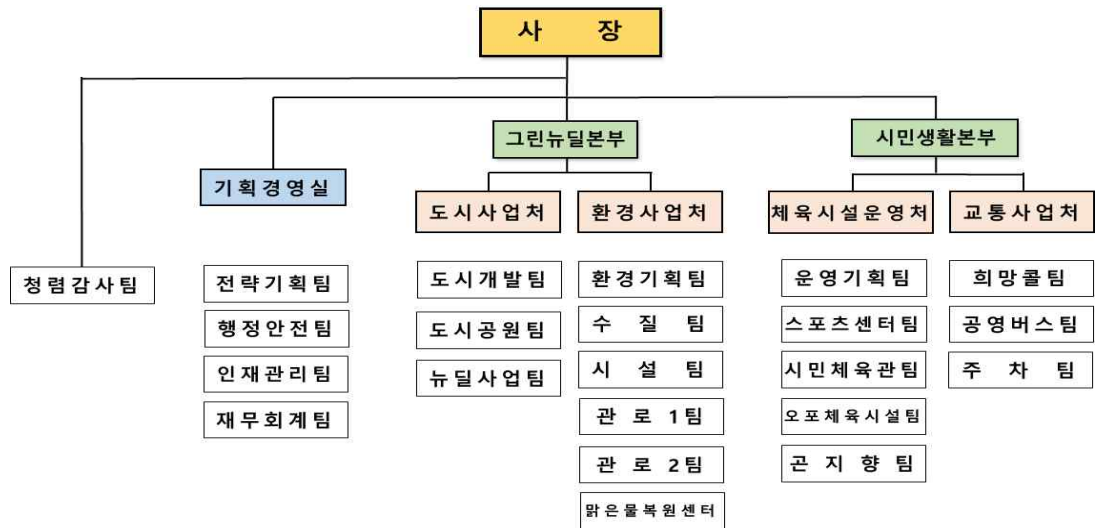 사 장
그린뉴딜본부
시민생활본부
기획경영실
도시사업처
환경사업처
체육시설운영처
교통사업처
청렴감사팀
전략기획팀
행정안전팀
인재관리팀
재무회계팀
도시개발팀
도시공원팀
뉴딜사업팀
환경기획팀
수 질 팀
시 설 팀
관 로 1팀
관 로 2팀
맑은물복원센터
운영기획팀
스포츠센터팀
시민체육관팀
오포체육시설팀
곤 지 향 팀
희망콜팀
공영버스팀
주 차 팀